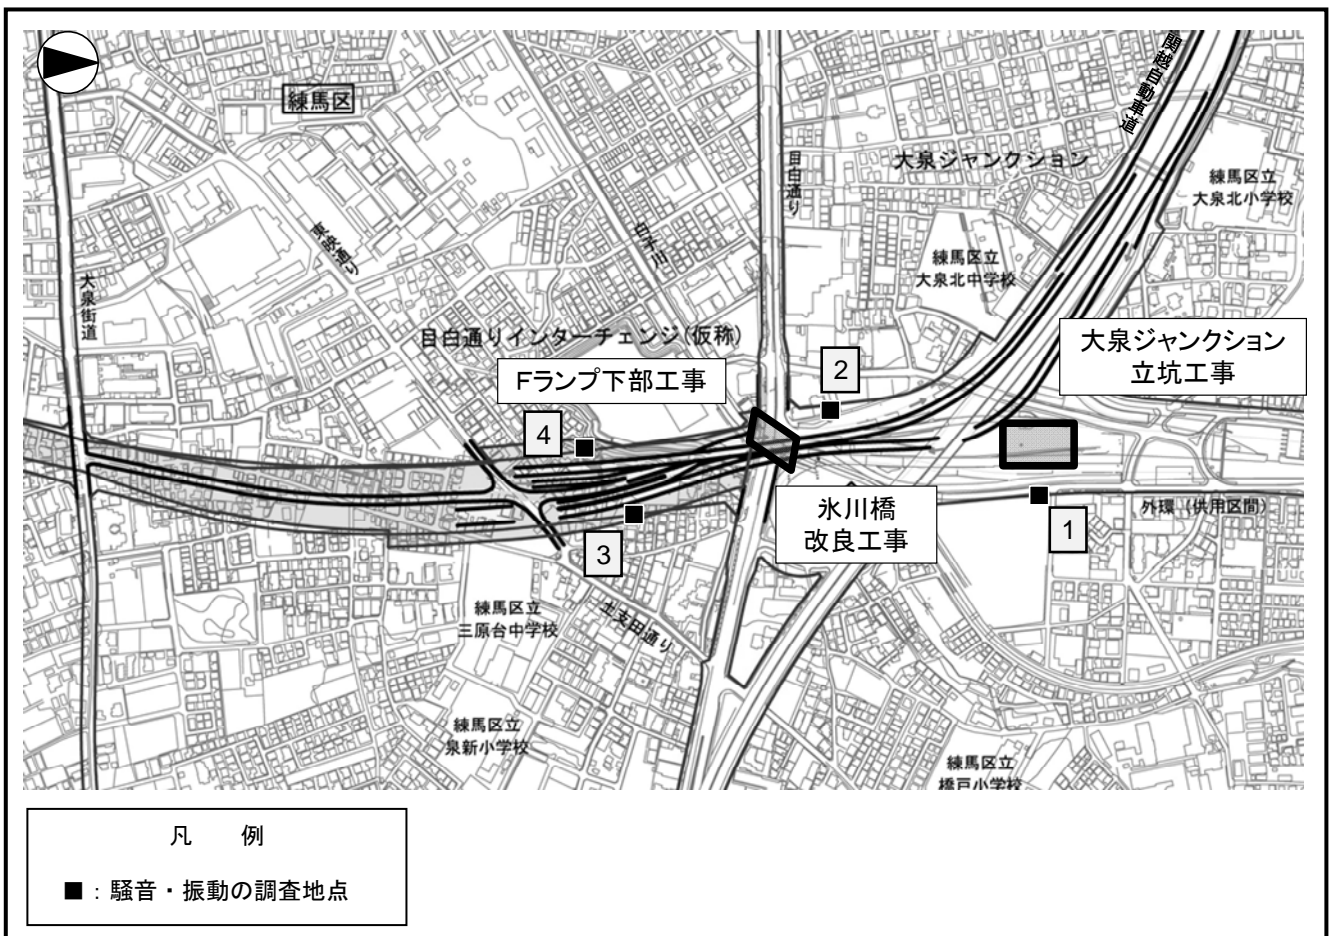 関越自動車道
練馬区
目白通り
大泉ジャンクション
練馬区立
大泉北小学校
東映通り
白子川
練馬区立
大泉北中学校
大泉街道
目白通りインターチェンジ(仮称)
大泉ジャンクション
立坑工事
Fランプ下部工事
2
4
氷川橋
改良工事
外環（供用区間）
1
3
練馬区立
三原台中学校
土支田通り
練馬区立
泉新小学校
練馬区立
橋戸小学校
凡　例
■：騒音・振動の調査地点